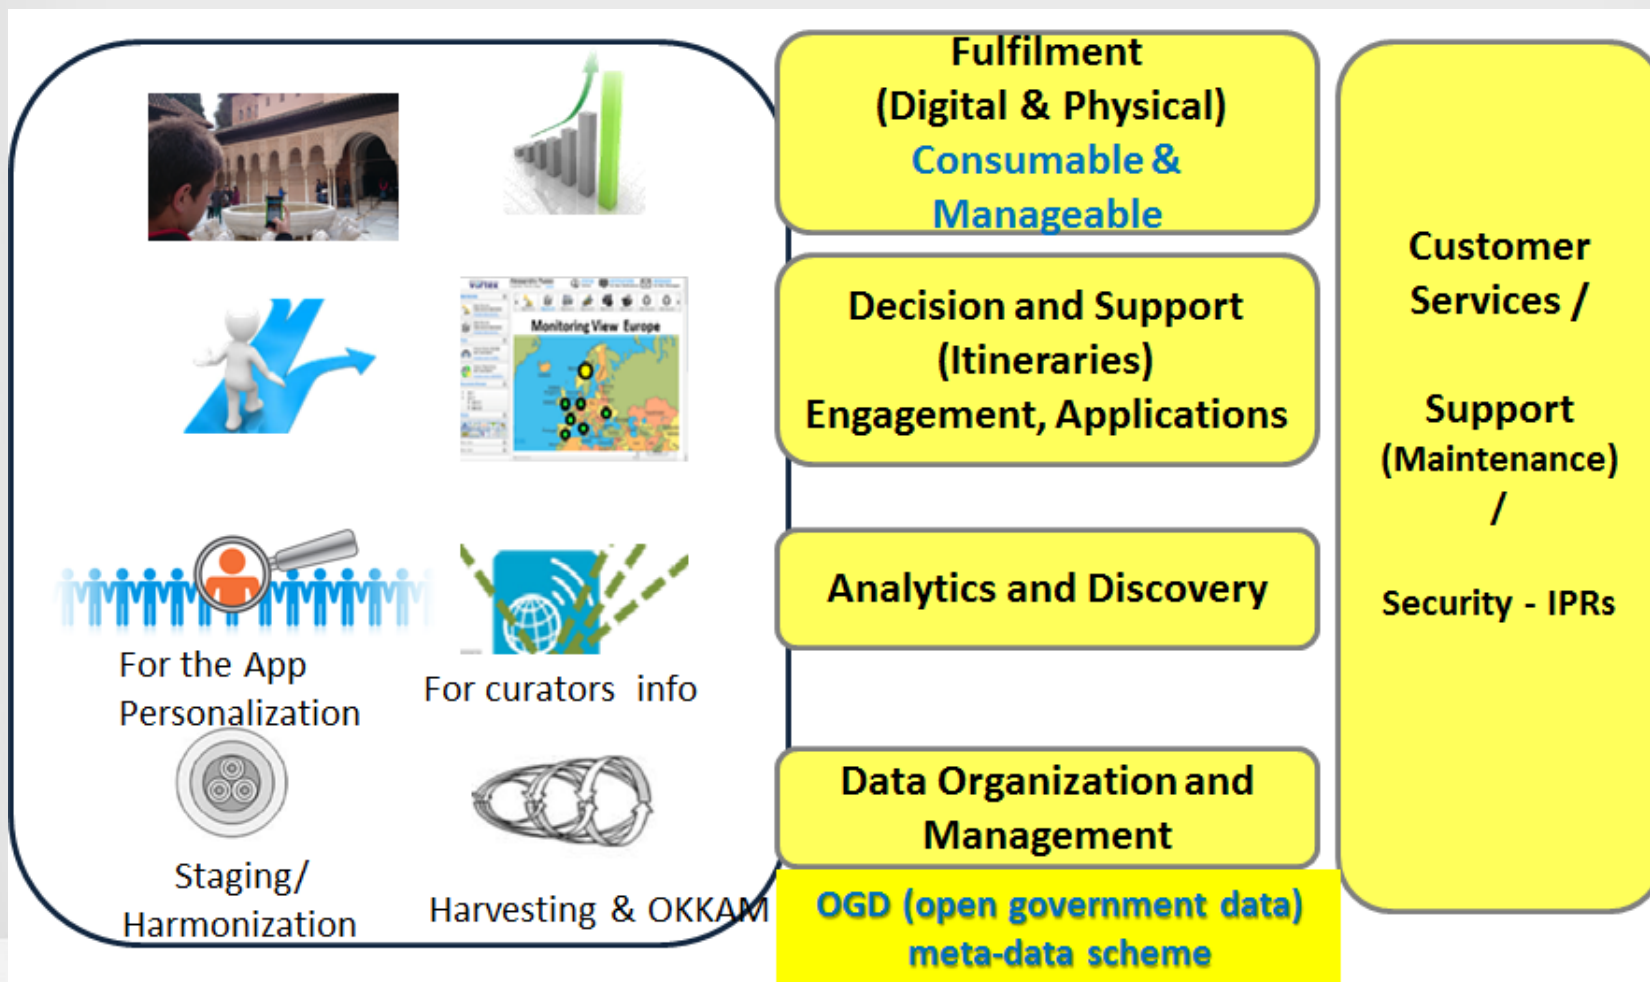 Fulfilment
(Digital & Physical)
Consumable &
Manageable
Decision and Support
(Itineraries)
Engagement, Applications
Analytics and Discovery
Data Organization and
Management
OGD (open government data)
meta-data scheme
Customer
Services /
Support
(Maintenance)
/
Security - IPRs
Monitoring View Europe
For the App
Personalization
For curators info
Staging/
Harmonization
Harvesting & OKKAM